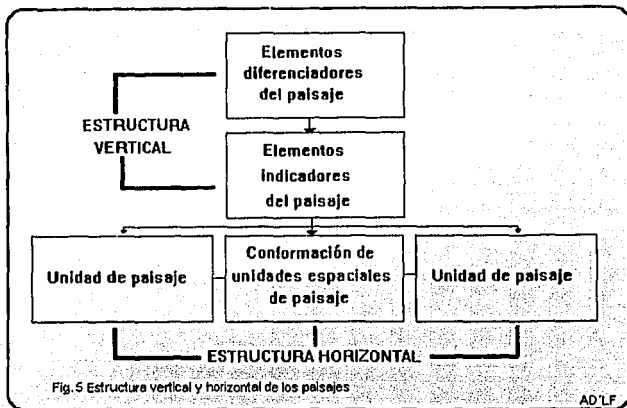 Elementos
diferenciadores
del paisaje
ESTRUCTURA
VERTICAL
Elementos
indicadores
del paisaje
Unidad de paisaje
Conformación de
unidades espaciales
de paisaje
Unidad de paisaje
ESTRUCTURA HORIZONTAL
Fig.5 Estructura vertical y horizontal de los paisajes
AD'LF